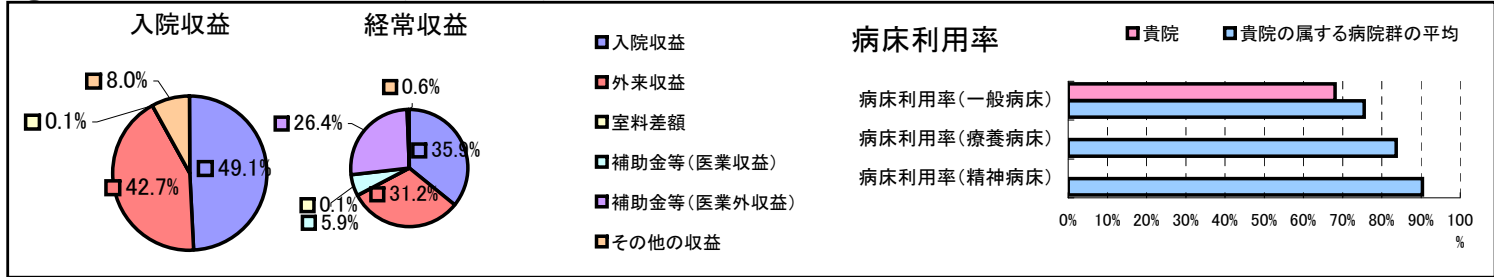 入院収益
8.0%
0.1%
49.1%
42.7%
経常収益
0.6%
26.4%
35.9%
0.1%
31.2%
5.9%
入院収益
外来収益
室料差額
補助金等(医業収益)
補助金等(医業外収益)
その他の収益
病床利用率
貴院
貴院の属する病院群の平均
病床利用率(一般病床)
病床利用率(療養病床)
病床利用率(精神病床)
0% 10% 20% 30% 40% 50% 60% 70% 80% 90% 100
%